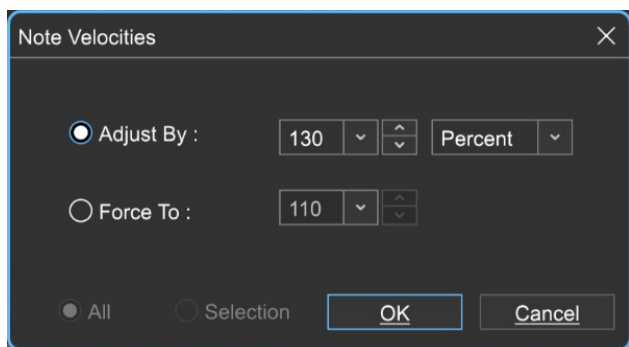 Note Velocities
Adjust By : 130 Percent
Force To : 110
All Selection OK Cancel